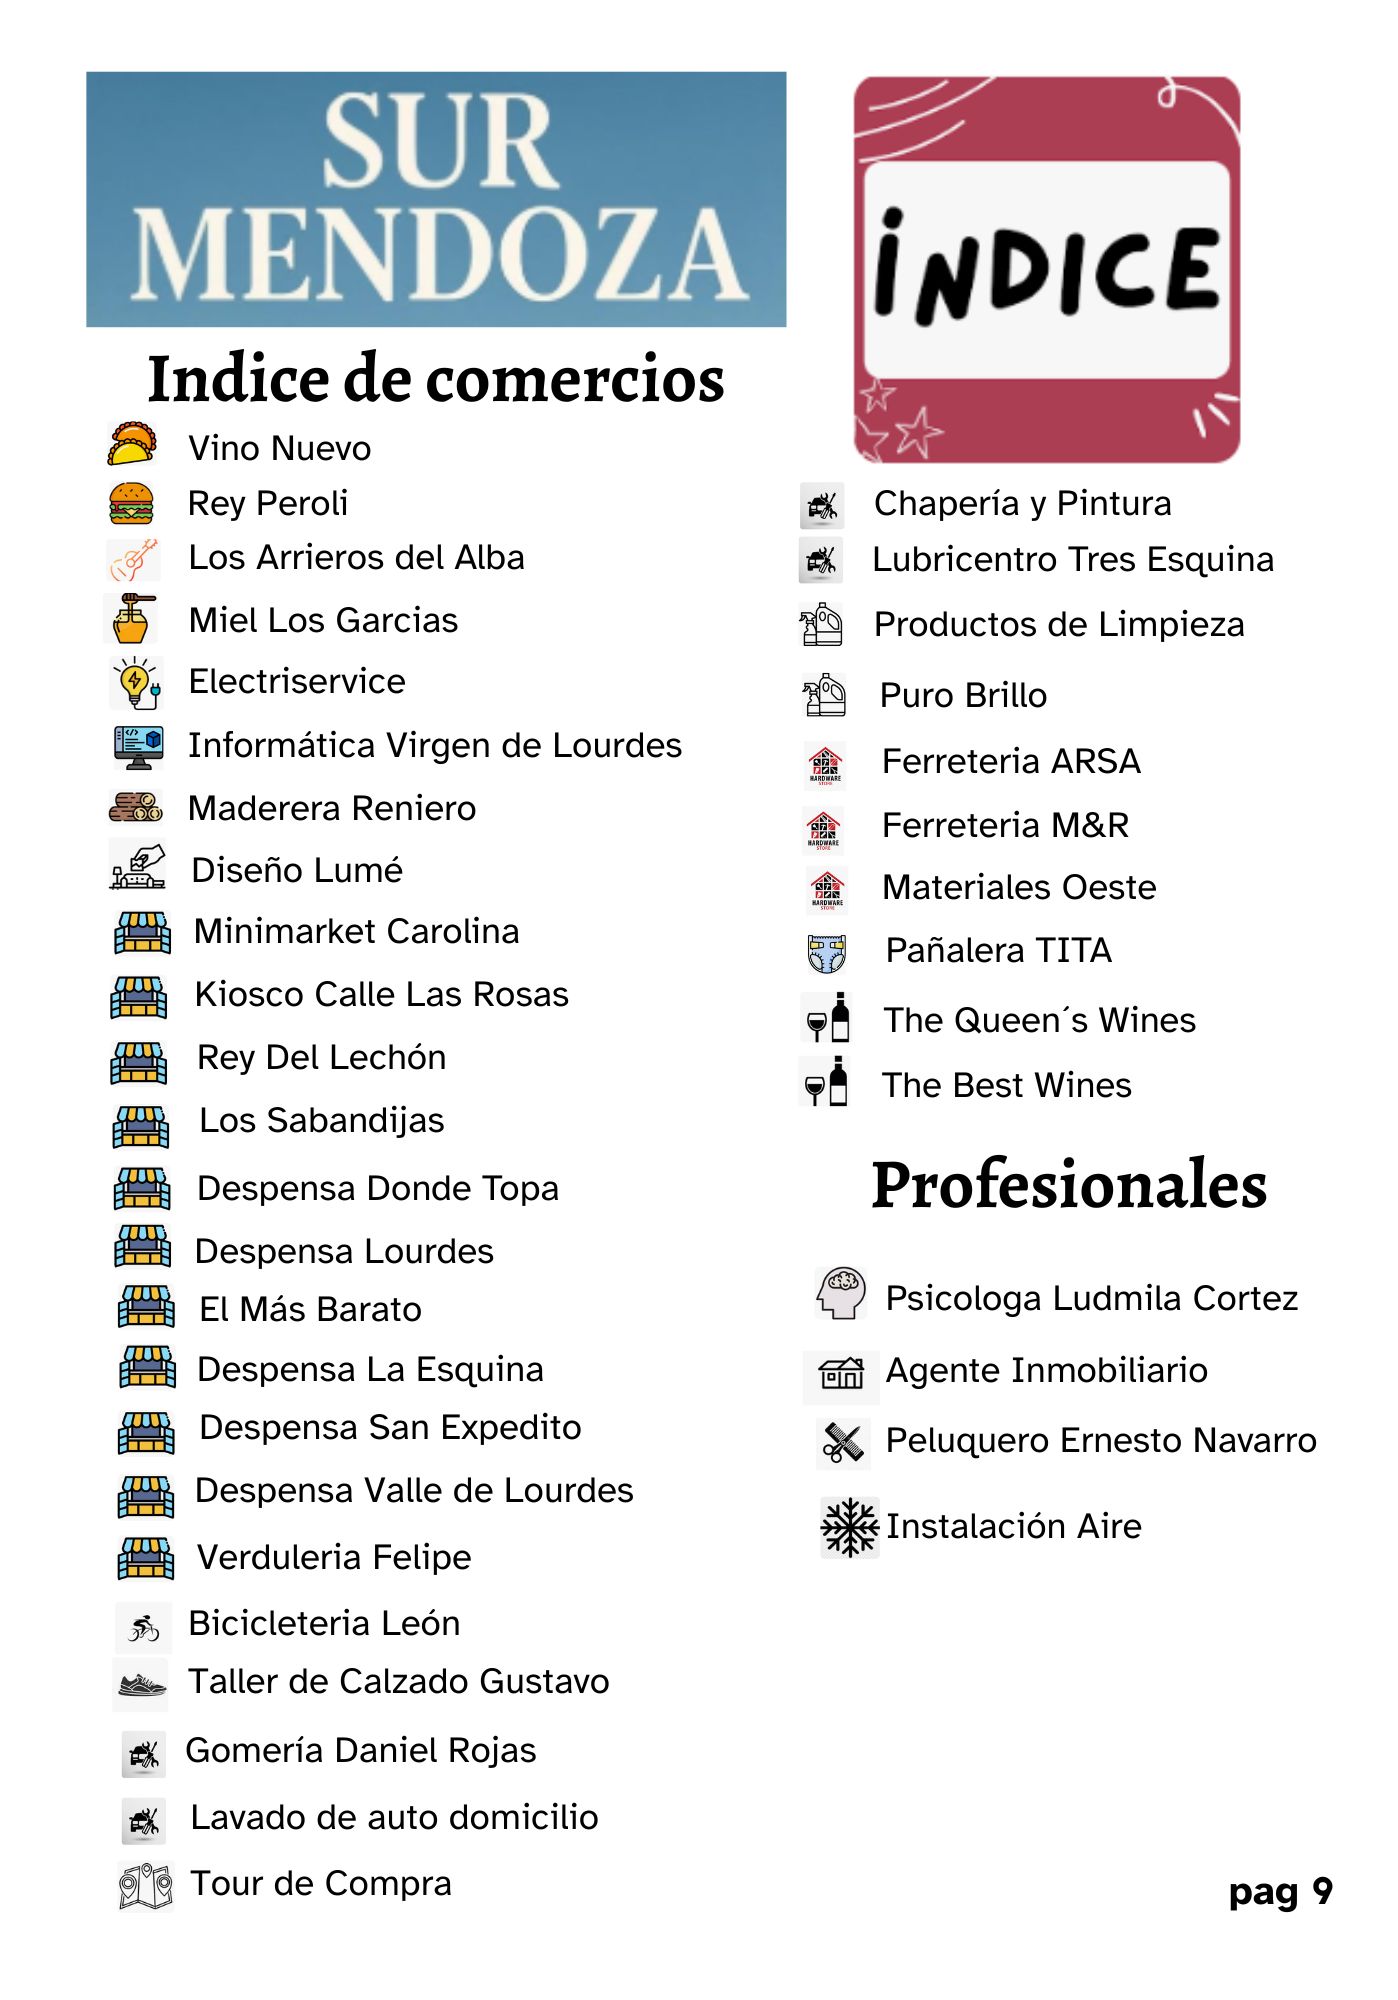 SUR
MENDOZA
İNDICE
Indice de comercios
Vino Nuevo
Rey Peroli
Los Arrieros del Alba
Miel Los Garcias
Electriservice
Informática Virgen de Lourdes
Maderera Reniero
Diseño Lumé
Minimarket Carolina
Kiosco Calle Las Rosas
Rey Del Lechón
Los Sabandijas
Despensa Donde Topa
Despensa Lourdes
El Más Barato
Despensa La Esquina
Despensa San Expedito
Despensa Valle de Lourdes
Verduleria Felipe
Bicicleteria León
Taller de Calzado Gustavo
Gomería Daniel Rojas
Lavado de auto domicilio
Tour de Compra
Chapería y Pintura
Lubricentro Tres Esquina
Productos de Limpieza
Puro Brillo
HARDWARE
STORE
Ferreteria ARSA
HARDWARE
STORE
Ferreteria M&R
HARDWARE
STORE
Materiales Oeste
Pañalera TITA
The Queen´s Wines
The Best Wines
Profesionales
Psicologa Ludmila Cortez
Agente Inmobiliario
Peluquero Ernesto Navarro
Instalación Aire
pag 9